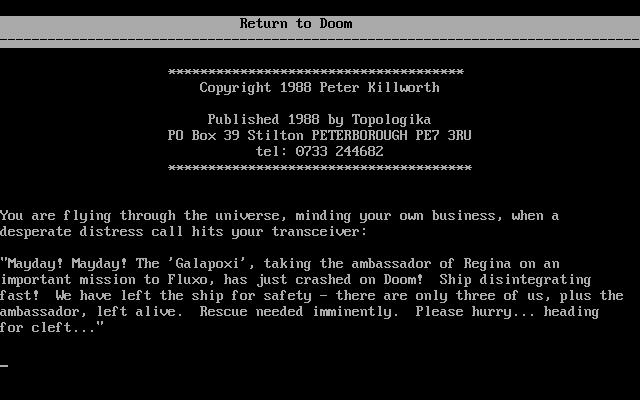 Return to Doom
-------------------------------------------------------------------------------
*************************************
Copyright 1988 Peter Killworth
Published 1988 by Topologika
PO Box 39 Stilton PETERBOROUGH PE7 3RU
tel: 0733 244682
**************************************
You are flying through the universe, minding your own business, when a
desperate distress call hits your transceiver:
"Mayday! Mayday! The 'Galapoxi', taking the ambassador of Regina on an
important mission to Fluxo, has just crashed on Doom!  Ship disintegrating
fast!  We have left the ship for safety - there are only three of us, plus the
ambassador, left alive.  Rescue needed imminently.  Please hurry... heading
for cleft..."
_